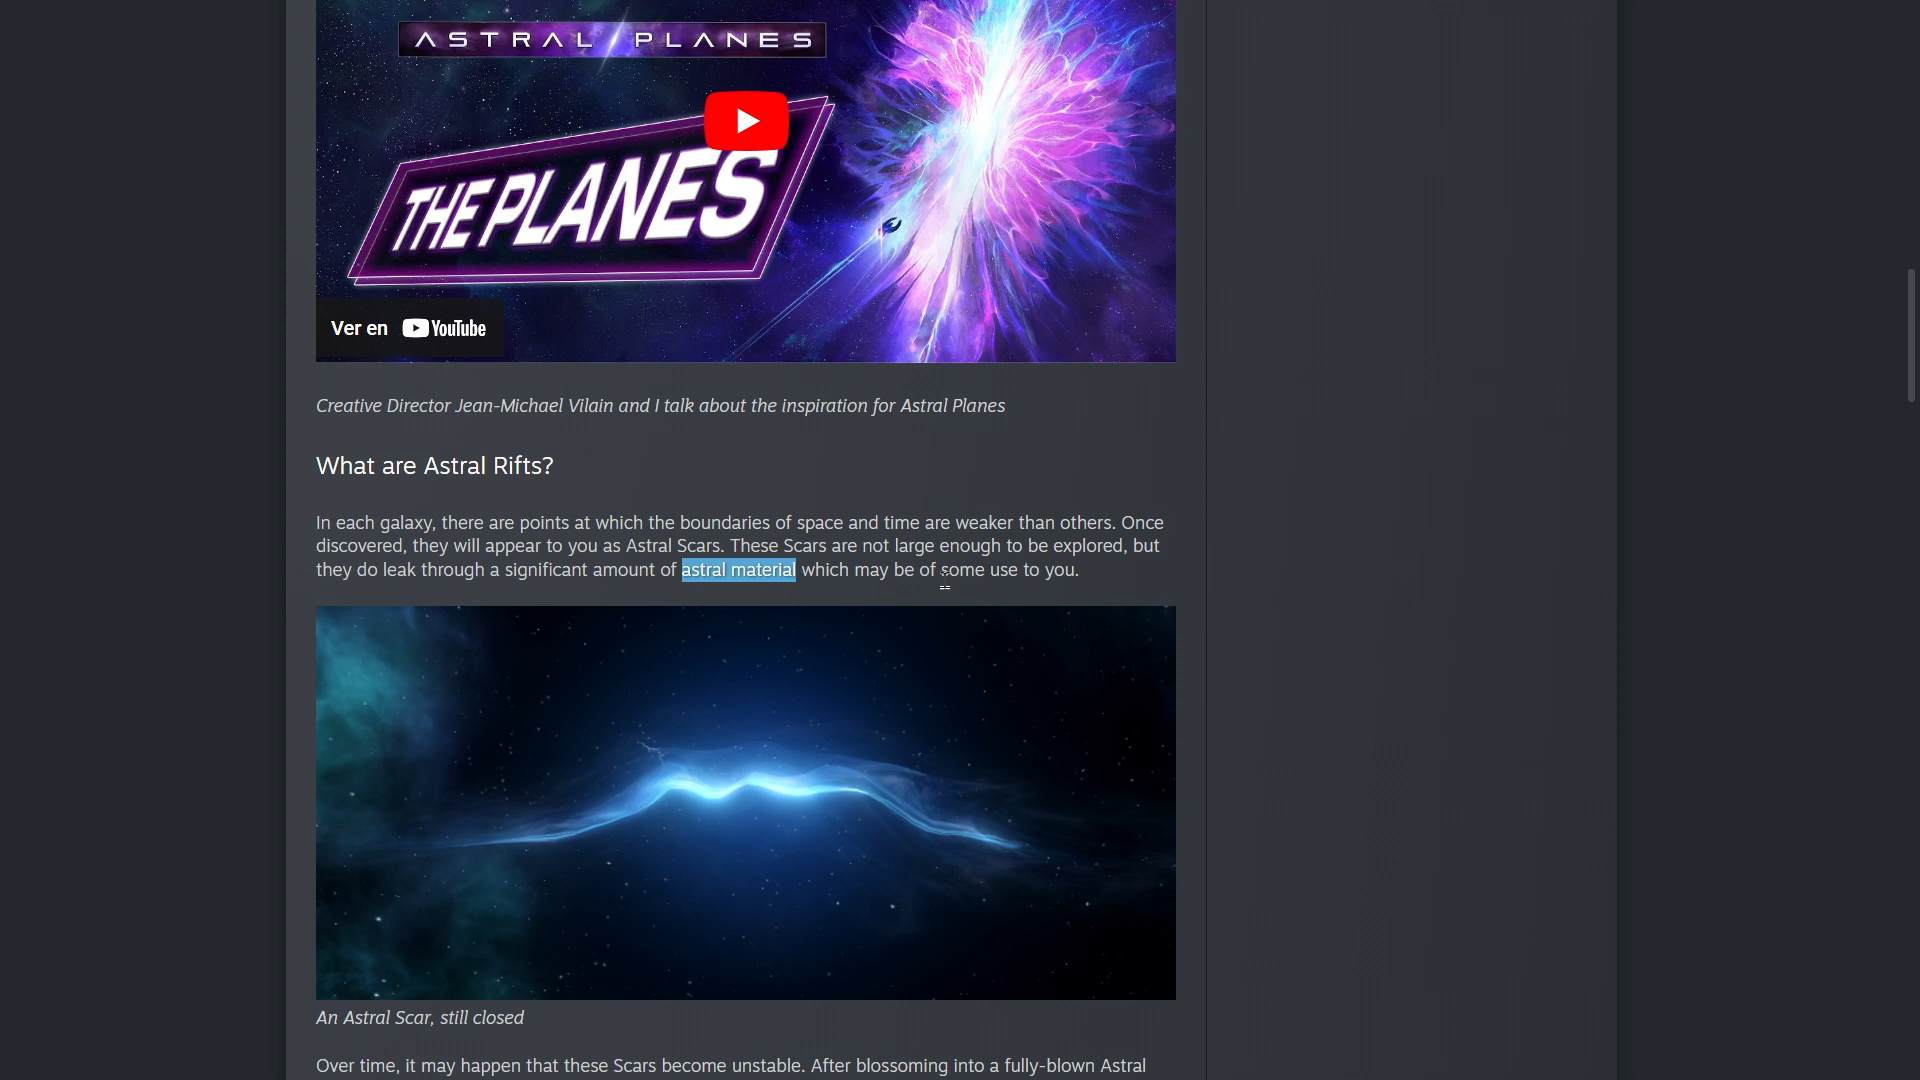 ASTRAL PLANES
THE PLANES
Ver en YouTube
Creative Director Jean-Michael Vilain and I talk about the inspiration for Astral Planes
What are Astral Rifts?
In each galaxy, there are points at which the boundaries of space and time are weaker than others. Once
discovered, they will appear to you as Astral Scars. These Scars are not large enough to be explored, but
they do leak through a significant amount of astral material which may be of some use to you.
An Astral Scar, still closed
Over time, it may happen that these Scars become unstable. After blossoming into a fully-blown Astral